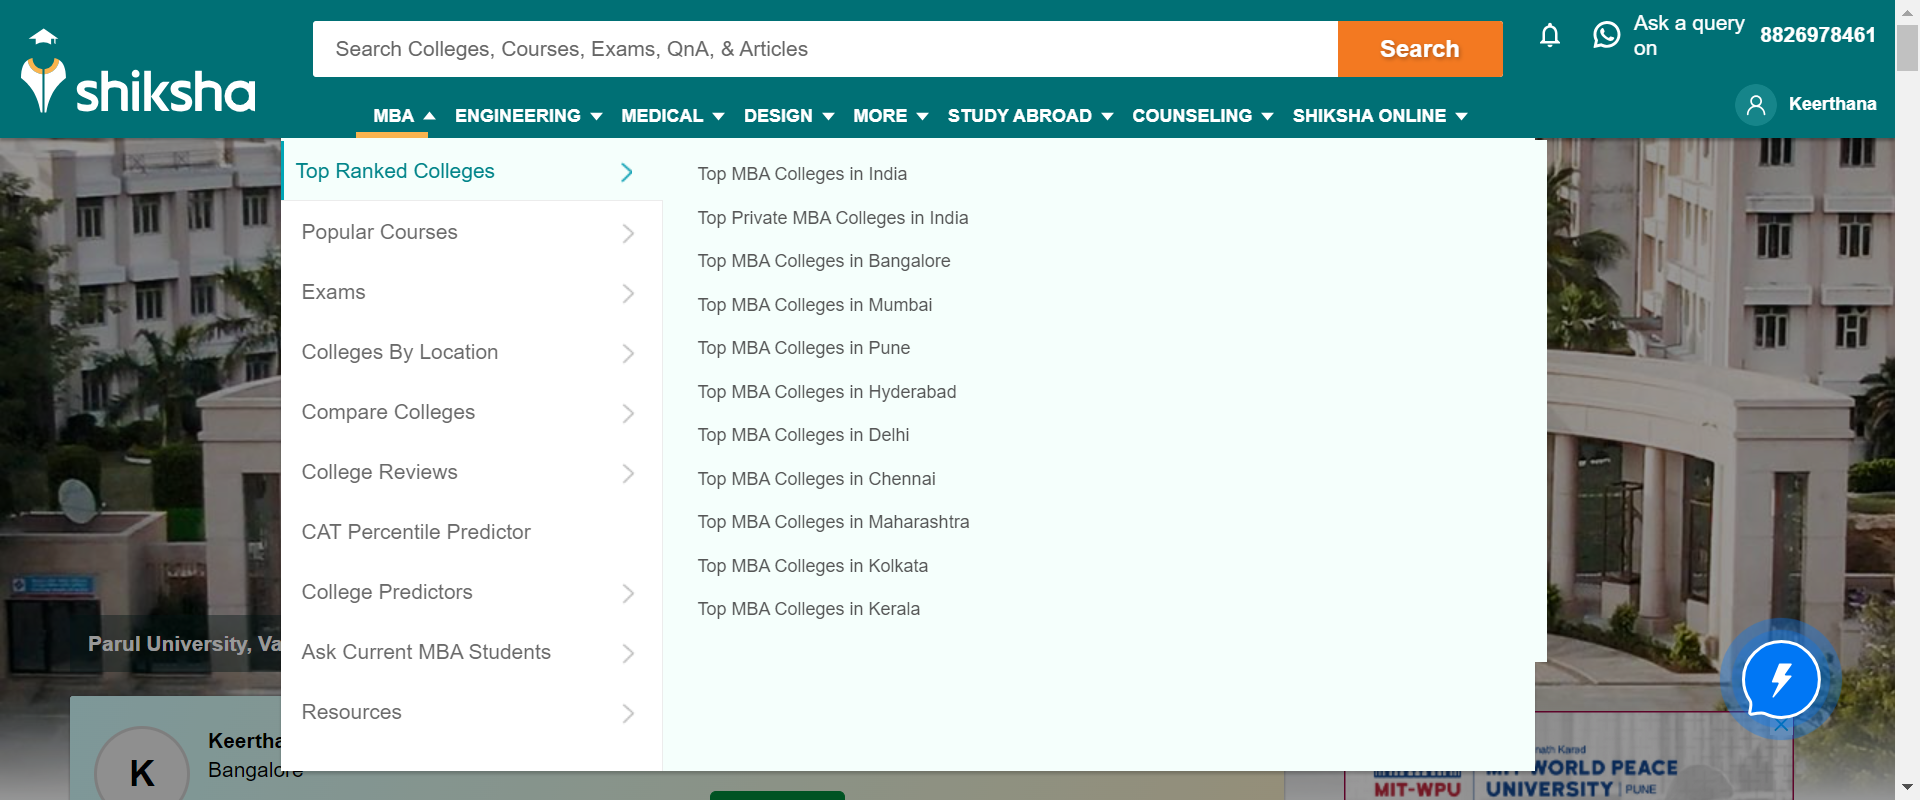 shiksha
Search Colleges, Courses, Exams, QnA, & Articles
Search
Ask a query
on
8826978461
Keerthana
MBA
ENGINEERING
MEDICAL
DESIGN
MORE
STUDY ABROAD
COUNSELING
SHIKSHA ONLINE
Top Ranked Colleges
Popular Courses
Exams
Colleges By Location
Compare Colleges
College Reviews
CAT Percentile Predictor
College Predictors
Ask Current MBA Students
Resources
Top MBA Colleges in India
Top Private MBA Colleges in India
Top MBA Colleges in Bangalore
Top MBA Colleges in Mumbai
Top MBA Colleges in Pune
Top MBA Colleges in Hyderabad
Top MBA Colleges in Delhi
Top MBA Colleges in Chennai
Top MBA Colleges in Maharashtra
Top MBA Colleges in Kolkata
Top MBA Colleges in Kerala
Parul University, Va
K
Keertha
Bangalore
nath Karad
MIT-WPU
MIT WORLD PEACE
UNIVERSITY | PUNE